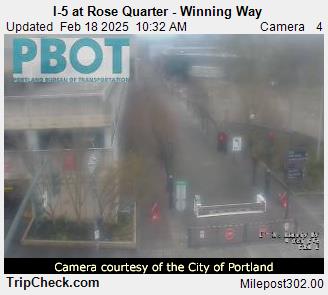 I-5 at Rose Quarter - Winning Way
Updated Feb 18 2025 10:32 AM Camera 4
PBOT
PORTLAND BUREAU OF TRANSPORTATION
Camera courtesy of the City of Portland
TripCheck.com Milepost302.00